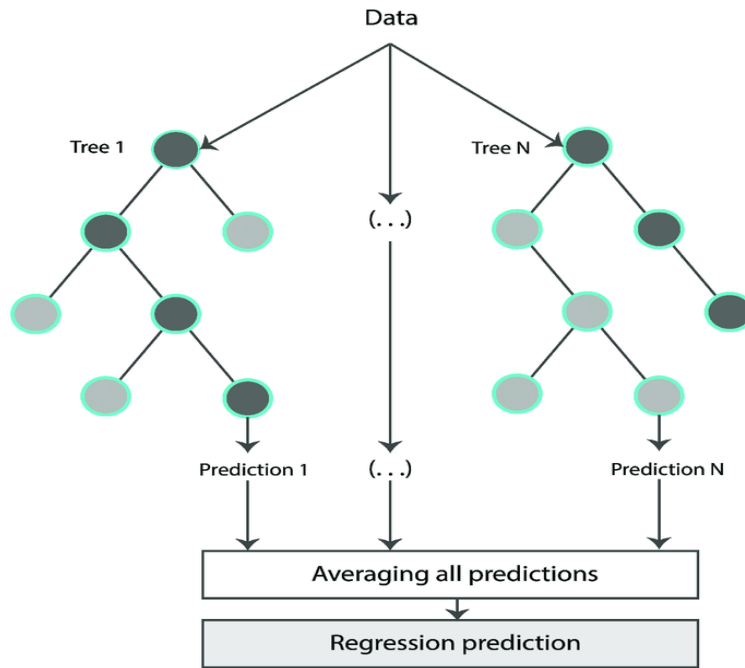 Data
Tree 1
Tree N
(. . .)
Prediction 1
(. . .)
Prediction N
Averaging all predictions
Regression prediction